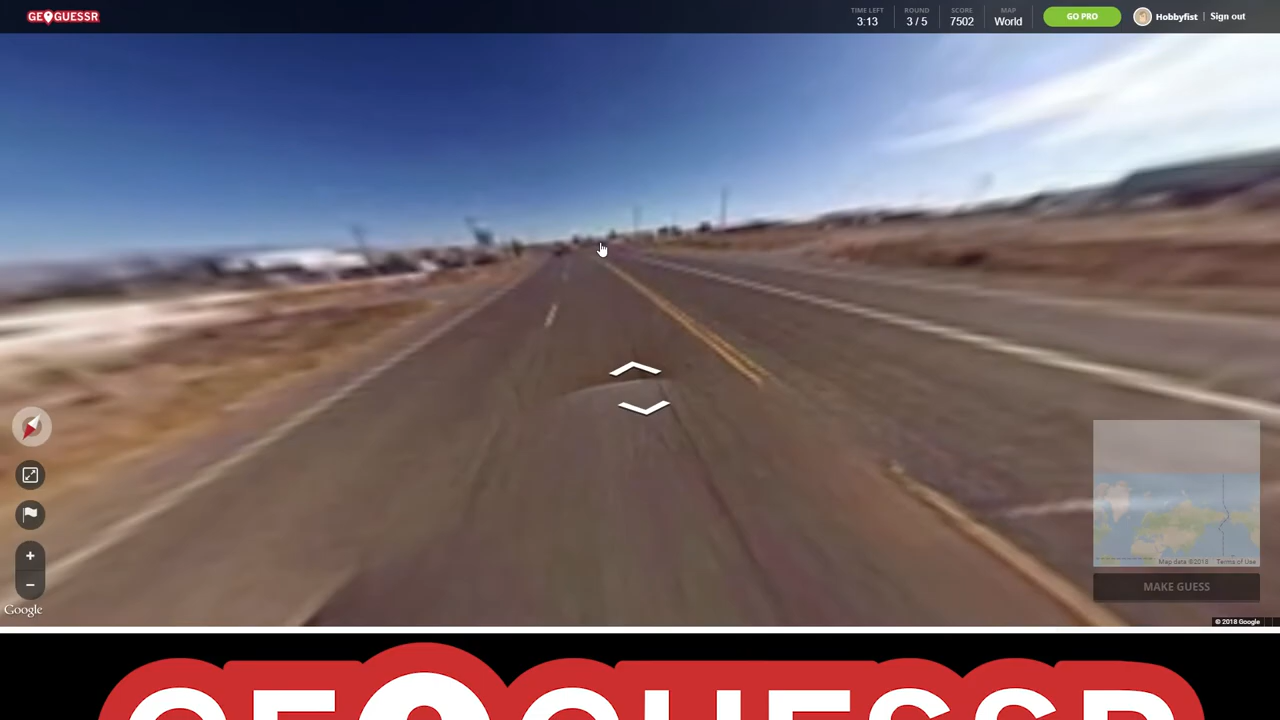 GEOGUESSR
TIME LEFT
3:13
ROUND
3 / 5
SCORE
7502
MAP
World
GO PRO
Hobbyfist | Sign out
Map data ©2018 Terms of Use
MAKE GUESS
Google
© 2018 Google
GEOGUESSR